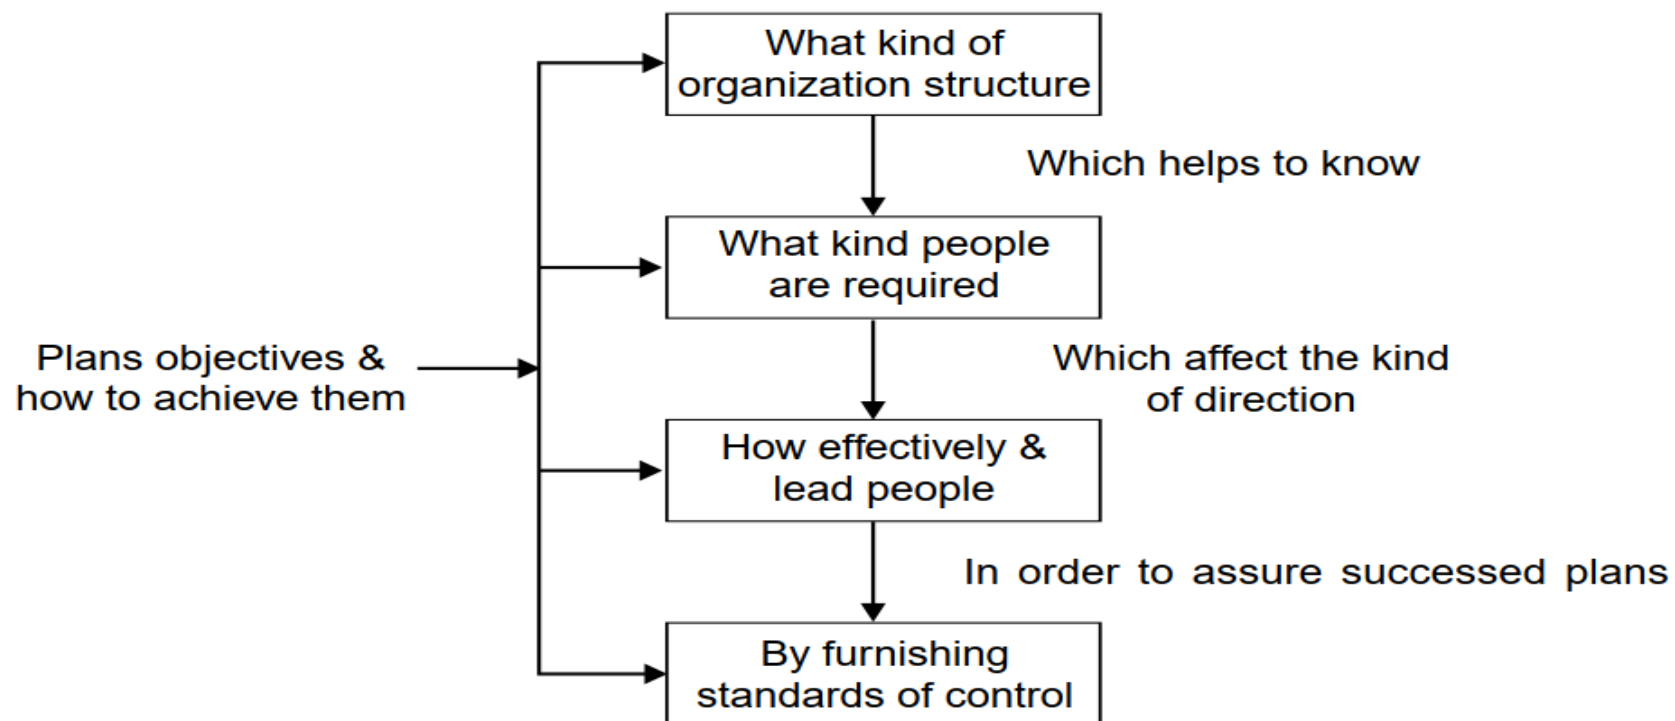 What kind of
organization structure
Which helps to know
What kind people
are required
Plans objectives &
how to achieve them
Which affect the kind
of direction
How effectively &
lead people
In order to assure successed plans
By furnishing
standards of control